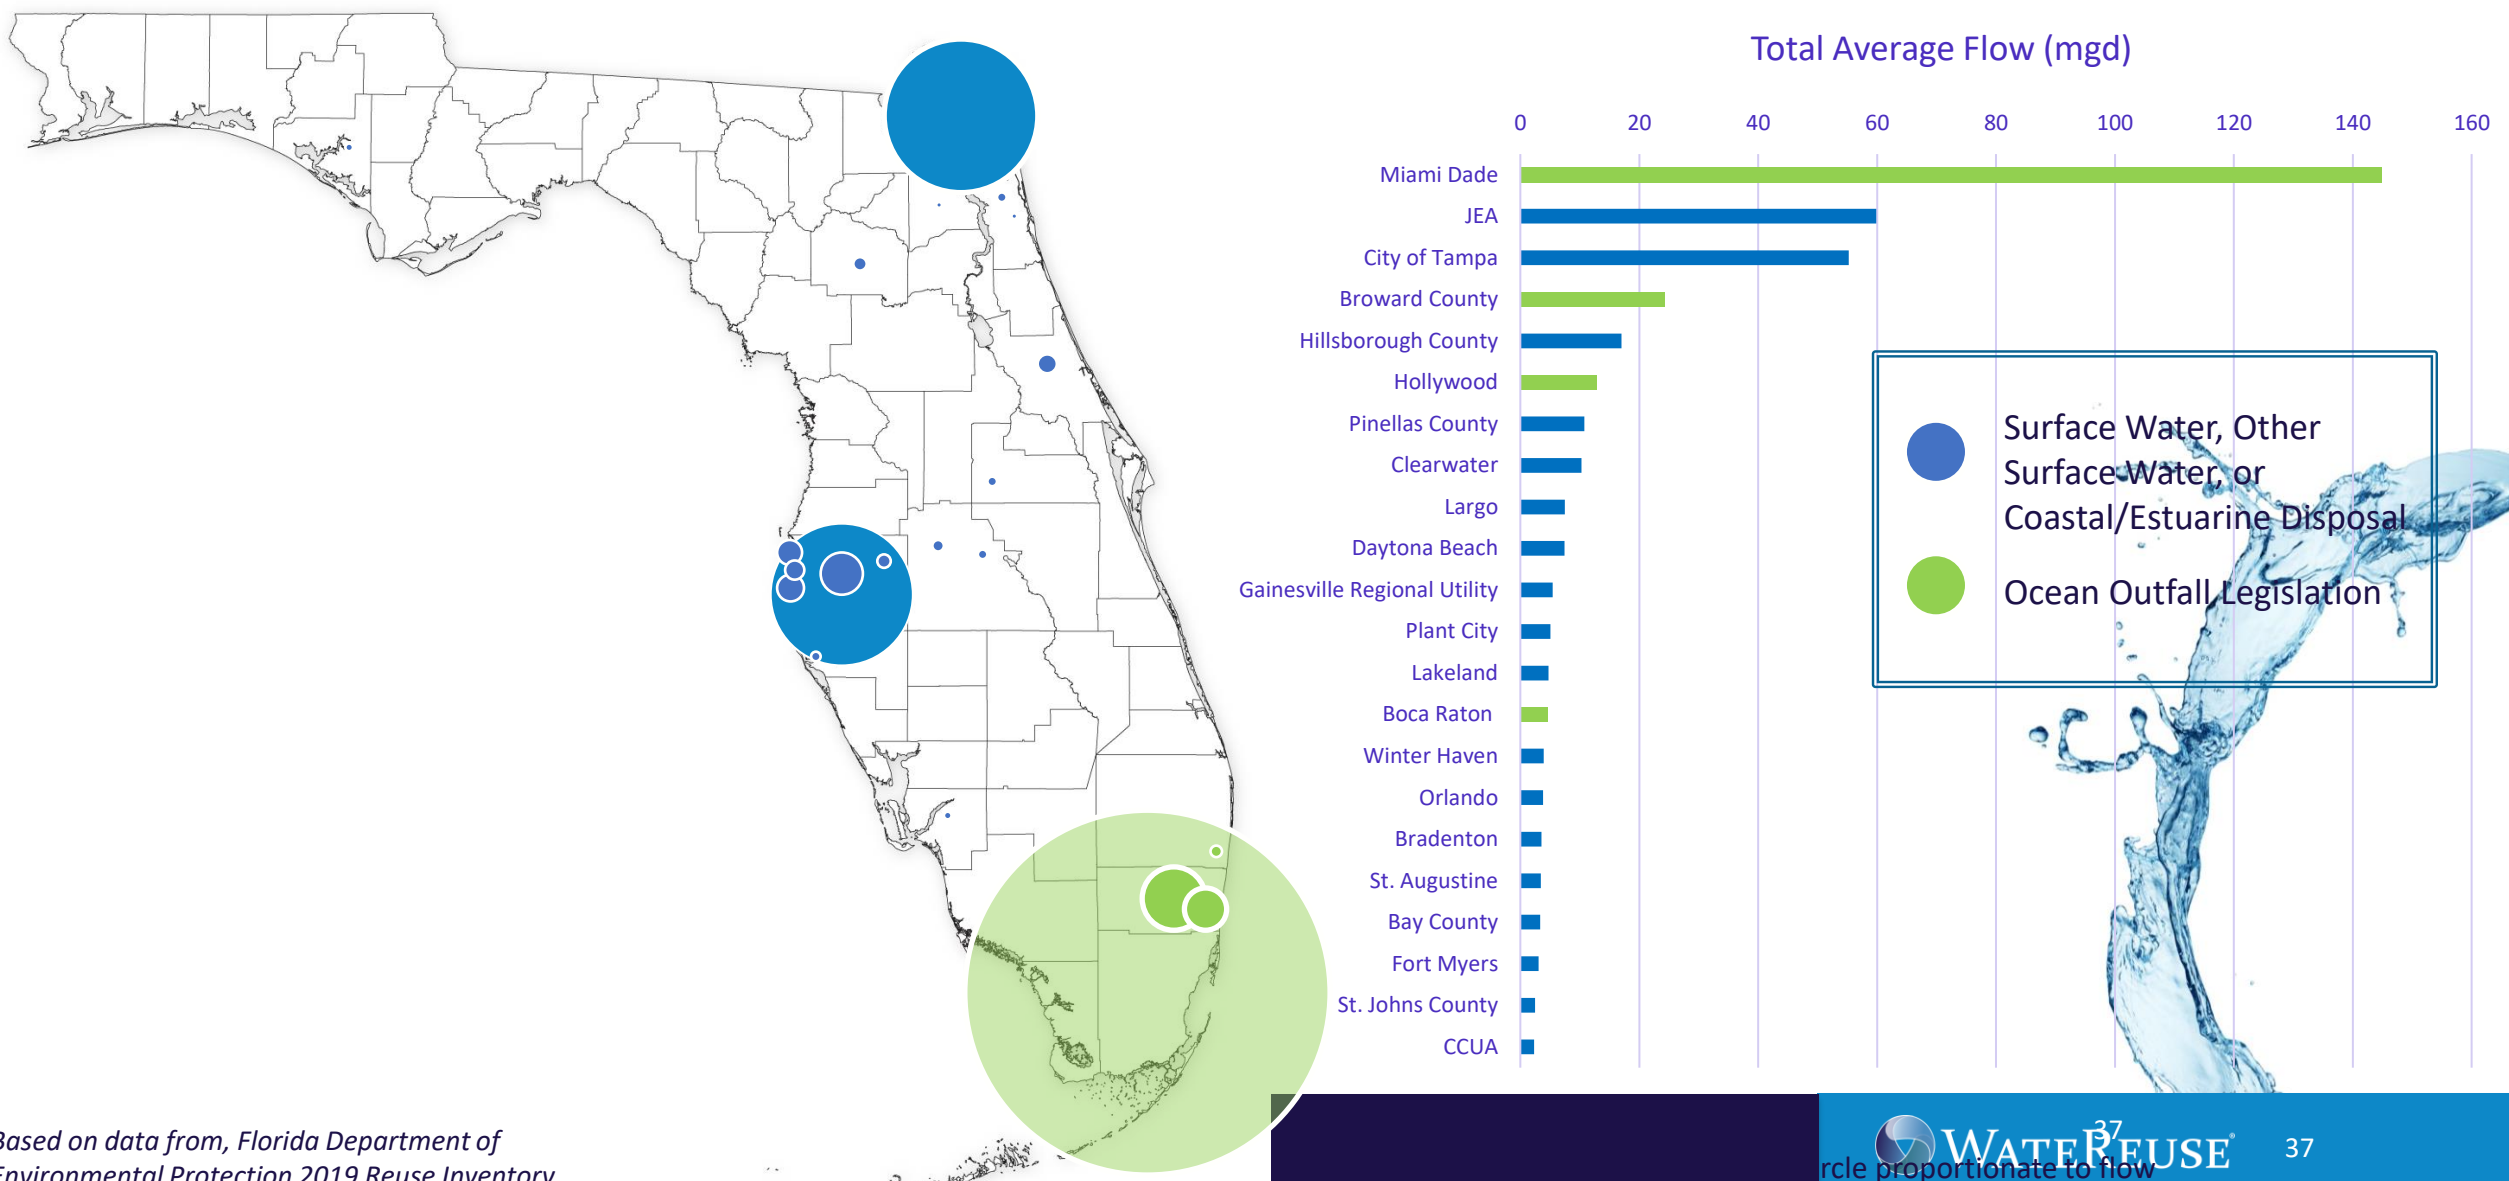 Total Average Flow (mgd)
0 20 40 60 80 100 120 140 160
Miami Dade
JEA
City of Tampa
Broward County
Hillsborough County
Hollywood
Pinellas County
Clearwater
Largo
Daytona Beach
Gainesville Regional Utility
Plant City
Lakeland
Boca Raton
Winter Haven
Orlando
Bradenton
St. Augustine
Bay County
Fort Myers
St. Johns County
CCUA
Surface Water, Other
Surface Water, or
Coastal/Estuarine Disposal
Ocean Outfall Legislation
Based on data from, Florida Department of
Environmental Protection 2019 Reuse Inventory
37
WATEREUSE
37
rcle proportionate to flow